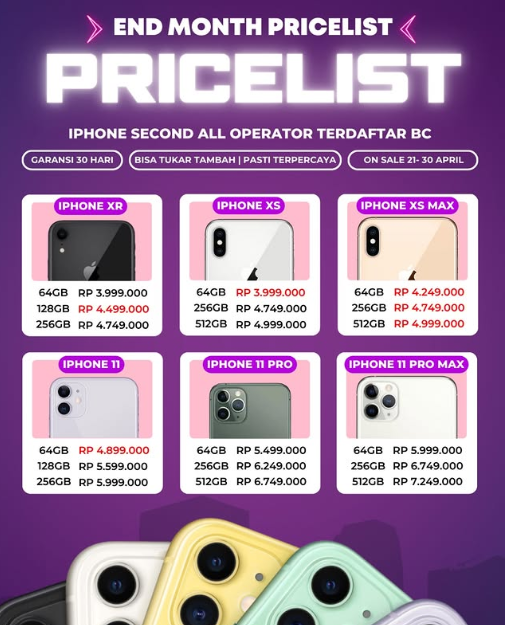 END MONTH PRICELIST
PRICELIST
IPHONE SECOND ALL OPERATOR TERDAFTAR BC
GARANSI 30 HARI
BISA TUKAR TAMBAH | PASTI TERPERCAYA
ON SALE 21- 30 APRIL
IPHONE XR
64GB RP 3.999.000
128GB RP 4.499.000
256GB RP 4.749.000
IPHONE XS
64GB RP 3.999.000
256GB RP 4.749.000
512GB RP 4.999.000
IPHONE XS MAX
64GB RP 4.249.000
256GB RP 4.749.000
512GB RP 4.999.000
IPHONE 11
64GB RP 4.899.000
128GB RP 5.599.000
256GB RP 5.999.000
IPHONE 11 PRO
64GB RP 5.499.000
256GB RP 6.249.000
512GB RP 6.749.000
IPHONE 11 PRO MAX
64GB RP 5.999.000
256GB RP 6.749.000
512GB RP 7.249.000